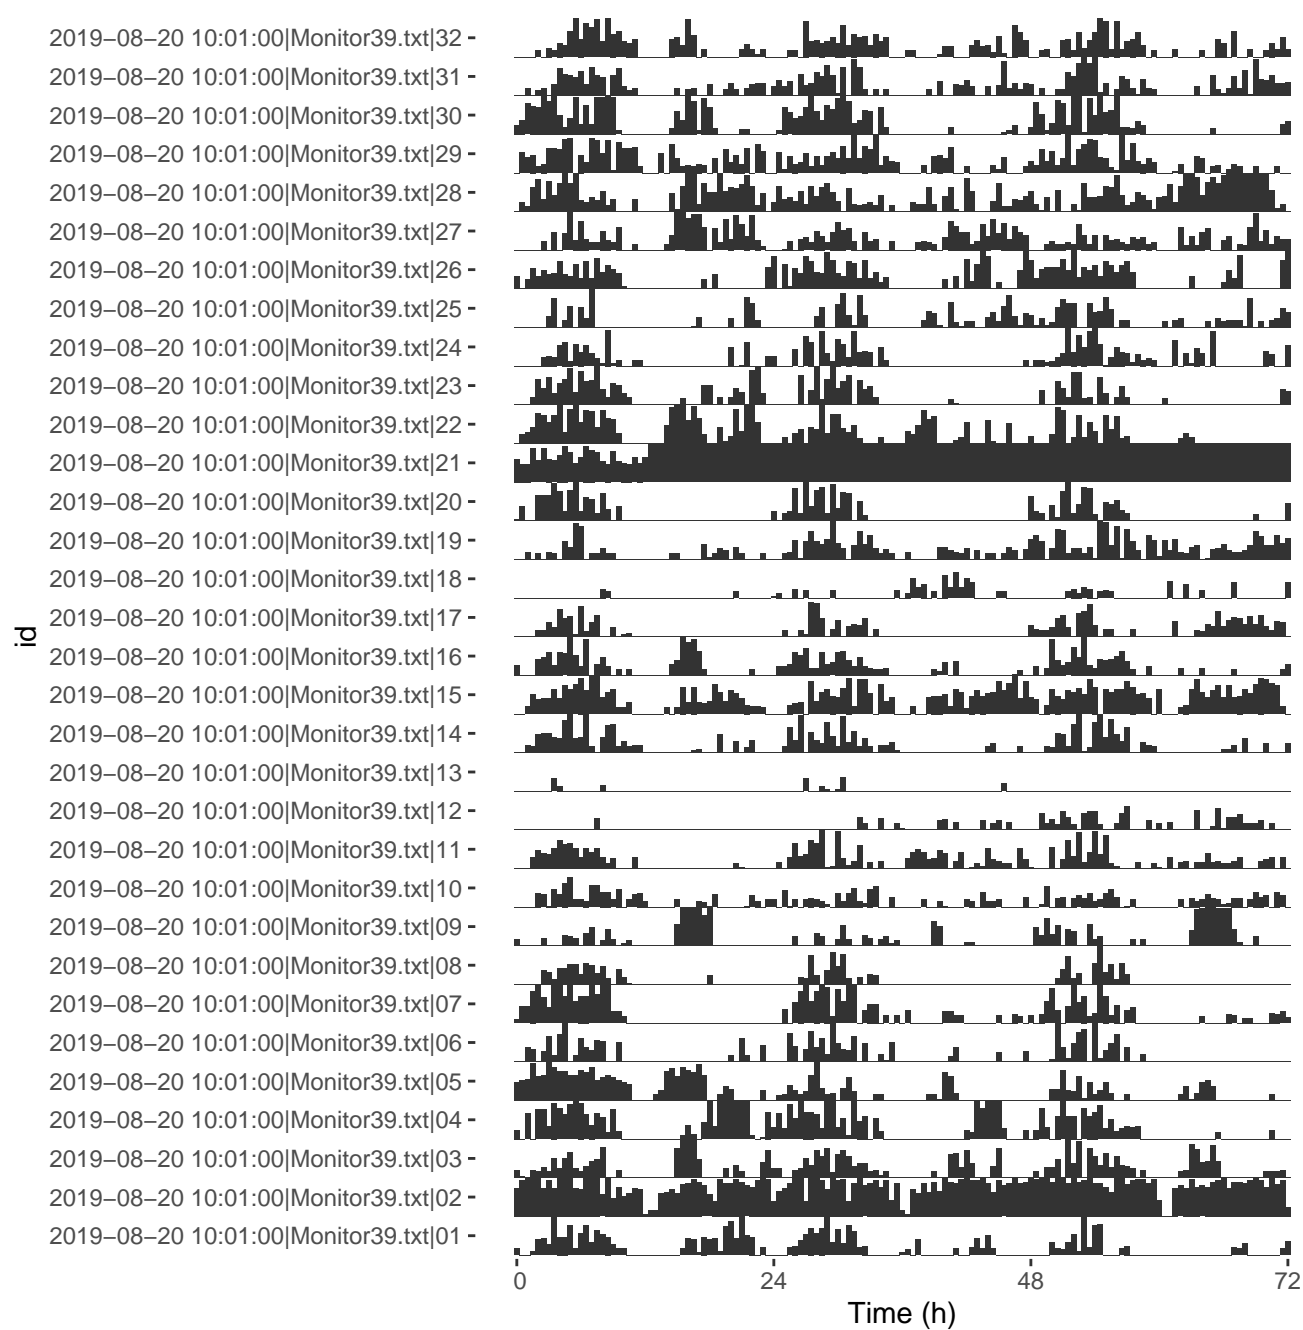 2019−08−20 10:01:00|Monitor39.txt|32
2019−08−20 10:01:00|Monitor39.txt|31
2019−08−20 10:01:00|Monitor39.txt|30
2019−08−20 10:01:00|Monitor39.txt|29
2019−08−20 10:01:00|Monitor39.txt|28
2019−08−20 10:01:00|Monitor39.txt|27
2019−08−20 10:01:00|Monitor39.txt|26
2019−08−20 10:01:00|Monitor39.txt|25
2019−08−20 10:01:00|Monitor39.txt|24
2019−08−20 10:01:00|Monitor39.txt|23
2019−08−20 10:01:00|Monitor39.txt|22
2019−08−20 10:01:00|Monitor39.txt|21
2019−08−20 10:01:00|Monitor39.txt|20
2019−08−20 10:01:00|Monitor39.txt|19
2019−08−20 10:01:00|Monitor39.txt|18
2019−08−20 10:01:00|Monitor39.txt|17
2019−08−20 10:01:00|Monitor39.txt|16
2019−08−20 10:01:00|Monitor39.txt|15
2019−08−20 10:01:00|Monitor39.txt|14
2019−08−20 10:01:00|Monitor39.txt|13
2019−08−20 10:01:00|Monitor39.txt|12
2019−08−20 10:01:00|Monitor39.txt|11
2019−08−20 10:01:00|Monitor39.txt|10
2019−08−20 10:01:00|Monitor39.txt|09
2019−08−20 10:01:00|Monitor39.txt|08
2019−08−20 10:01:00|Monitor39.txt|07
2019−08−20 10:01:00|Monitor39.txt|06
2019−08−20 10:01:00|Monitor39.txt|05
2019−08−20 10:01:00|Monitor39.txt|04
2019−08−20 10:01:00|Monitor39.txt|03
2019−08−20 10:01:00|Monitor39.txt|02
2019−08−20 10:01:00|Monitor39.txt|01
id
0 24 48 72
Time (h)